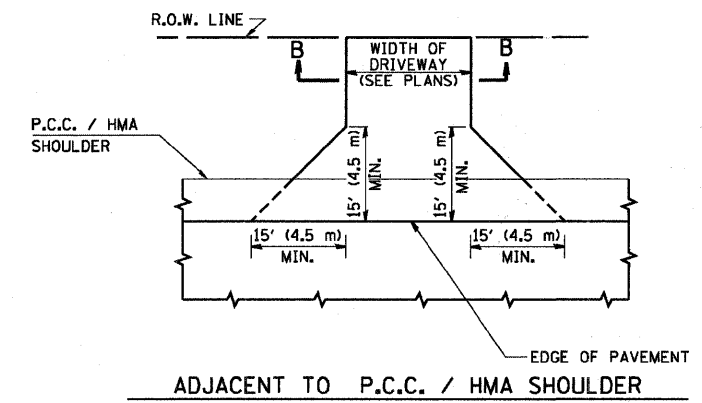 R.O.W. LINE
B
WIDTH OF
DRIVEWAY
(SEE PLANS)
B
P.C.C. / HMA
SHOULDER
15' (4.5 m)
MIN.
15' (4.5 m)
MIN.
15' (4.5 m)
MIN.
15' (4.5 m)
MIN.
EDGE OF PAVEMENT
ADJACENT TO P.C.C. / HMA SHOULDER